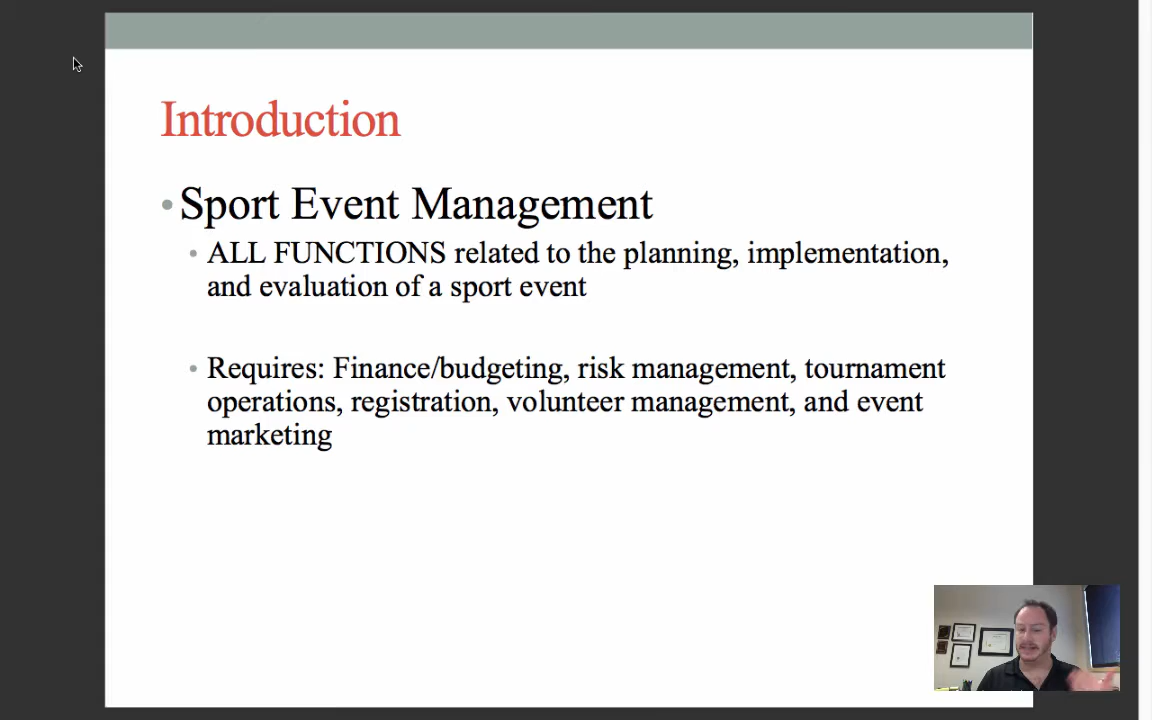 Introduction
Sport Event Management
ALL FUNCTIONS related to the planning, implementation,
and evaluation of a sport event
Requires: Finance/budgeting, risk management, tournament
operations, registration, volunteer management, and event
marketing